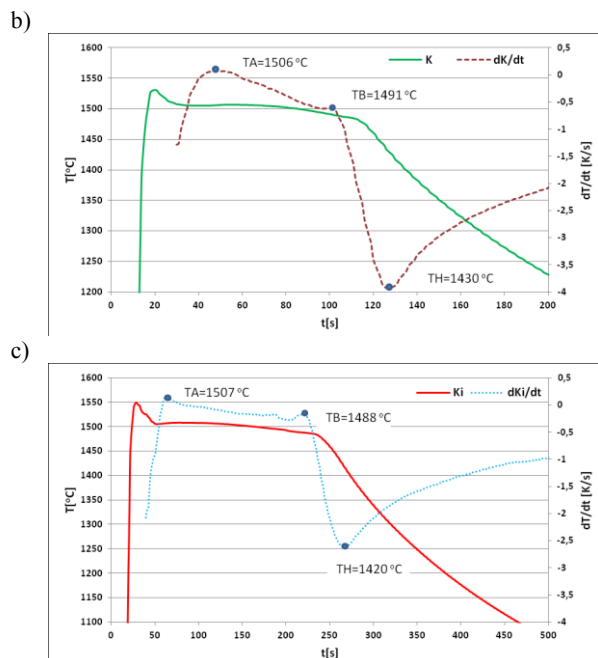 b)
1600
1550
1500
1450
1400
1350
1300
1250
1200
T[°C]
0 20 40 60 80 100 120 140 160 180 200
t[s]
0,5
0
-0,5
-1
-1,5
-2
-2,5
-3
-3,5
-4
dT/dt [K/s]
K dK/dt
TA=1506 °C
TB=1491 °C
TH=1430 °C
c)
1600
1550
1500
1450
1400
1350
1300
1250
1200
1150
1100
T[°C]
0 50 100 150 200 250 300 350 400 450 500
t[s]
0,5
0,0
-0,5
-1
-1,5
-2
-2,5
-3
-3,5
-4
dT/dt [K/s]
Ki dKi/dt
TA=1507 °C
TB=1488 °C
TH=1420 °C